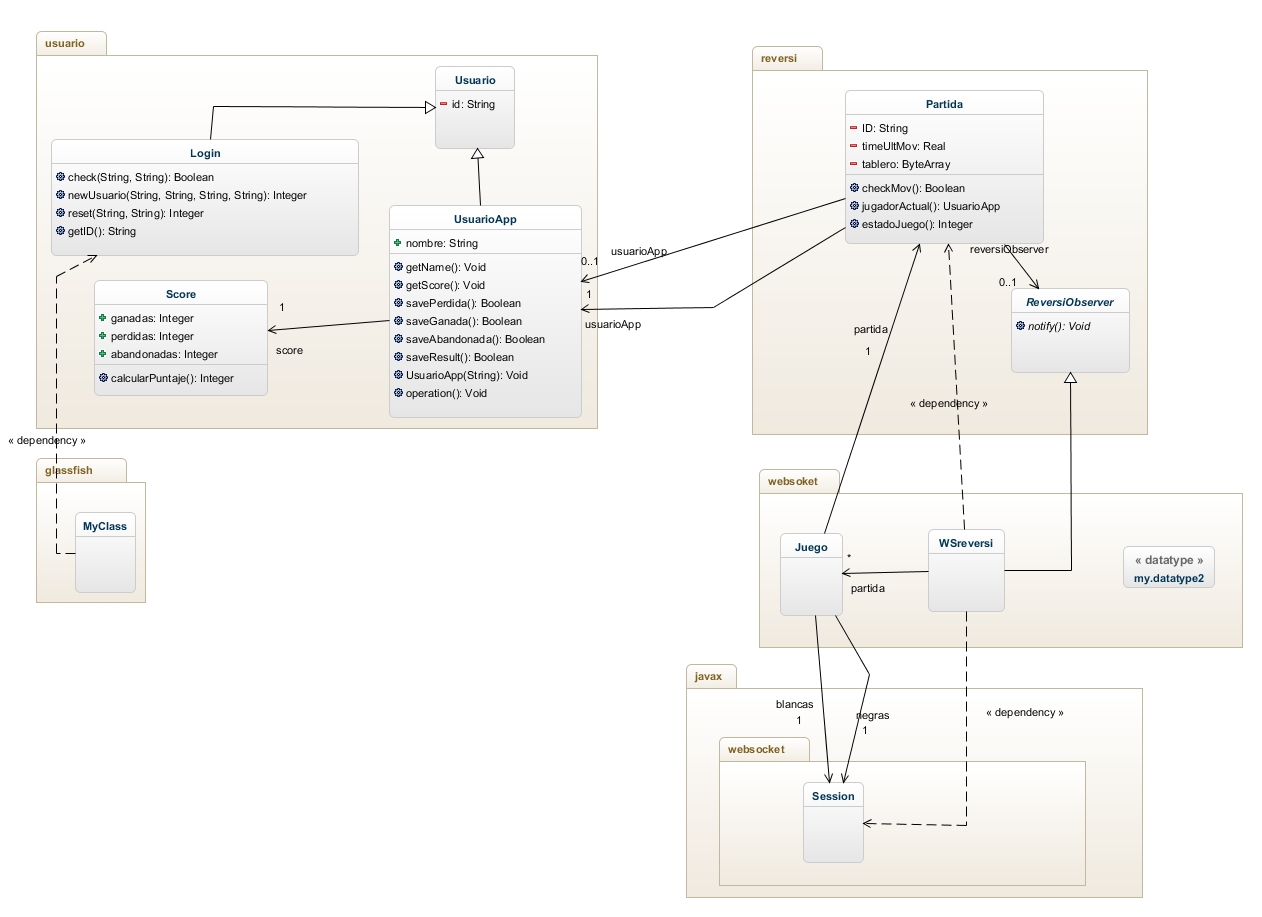 usuario
Usuario
id: String
Login
check(String, String): Boolean
newUsuario(String, String, String, String): Integer
reset(String, String): Integer
getID(): String
UsuarioApp
nombre: String
getName(): Void
getScore(): Void
savePerdida(): Boolean
saveGanada(): Boolean
saveAbandonada(): Boolean
saveResult(): Boolean
UsuarioApp(String): Void
operation(): Void
Score
ganadas: Integer
perdidas: Integer
abandonadas: Integer
calcularPuntaje(): Integer
1
score
« dependency »
glassfish
MyClass
reversi
Partida
ID: String
timeUltMov: Real
tablero: ByteArray
checkMov(): Boolean
jugadorActual(): UsuarioApp
estadoJuego(): Integer
usuarioApp
0..1
1
usuarioApp
reversiObserver
0..1
ReversiObserver
notify(): Void
partida
1
« dependency »
websoket
Juego
*
partida
WSreversi
« datatype »
my.datatype2
javax
blancas
1
negras
1
« dependency »
websocket
Session